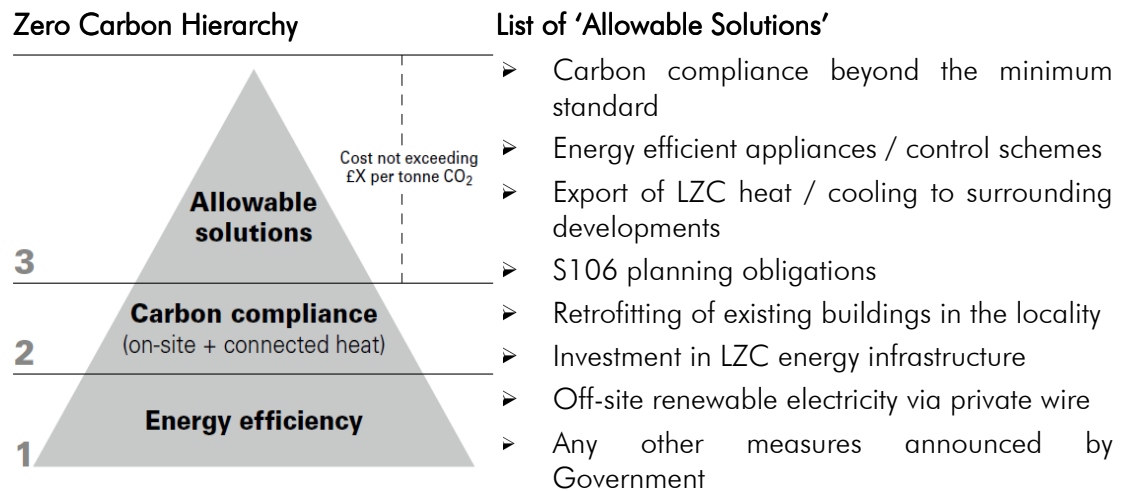 Zero Carbon Hierarchy
Cost not exceeding
£X per tonne CO₂
Allowable
solutions
3
Carbon compliance
(on-site + connected heat)
2
Energy efficiency
1
List of ‘Allowable Solutions’
➢ Carbon compliance beyond the minimum
standard
➢ Energy efficient appliances / control schemes
➢ Export of LZC heat / cooling to surrounding
developments
➢ S106 planning obligations
➢ Retrofitting of existing buildings in the locality
➢ Investment in LZC energy infrastructure
➢ Off-site renewable electricity via private wire
➢ Any other measures announced by
Government